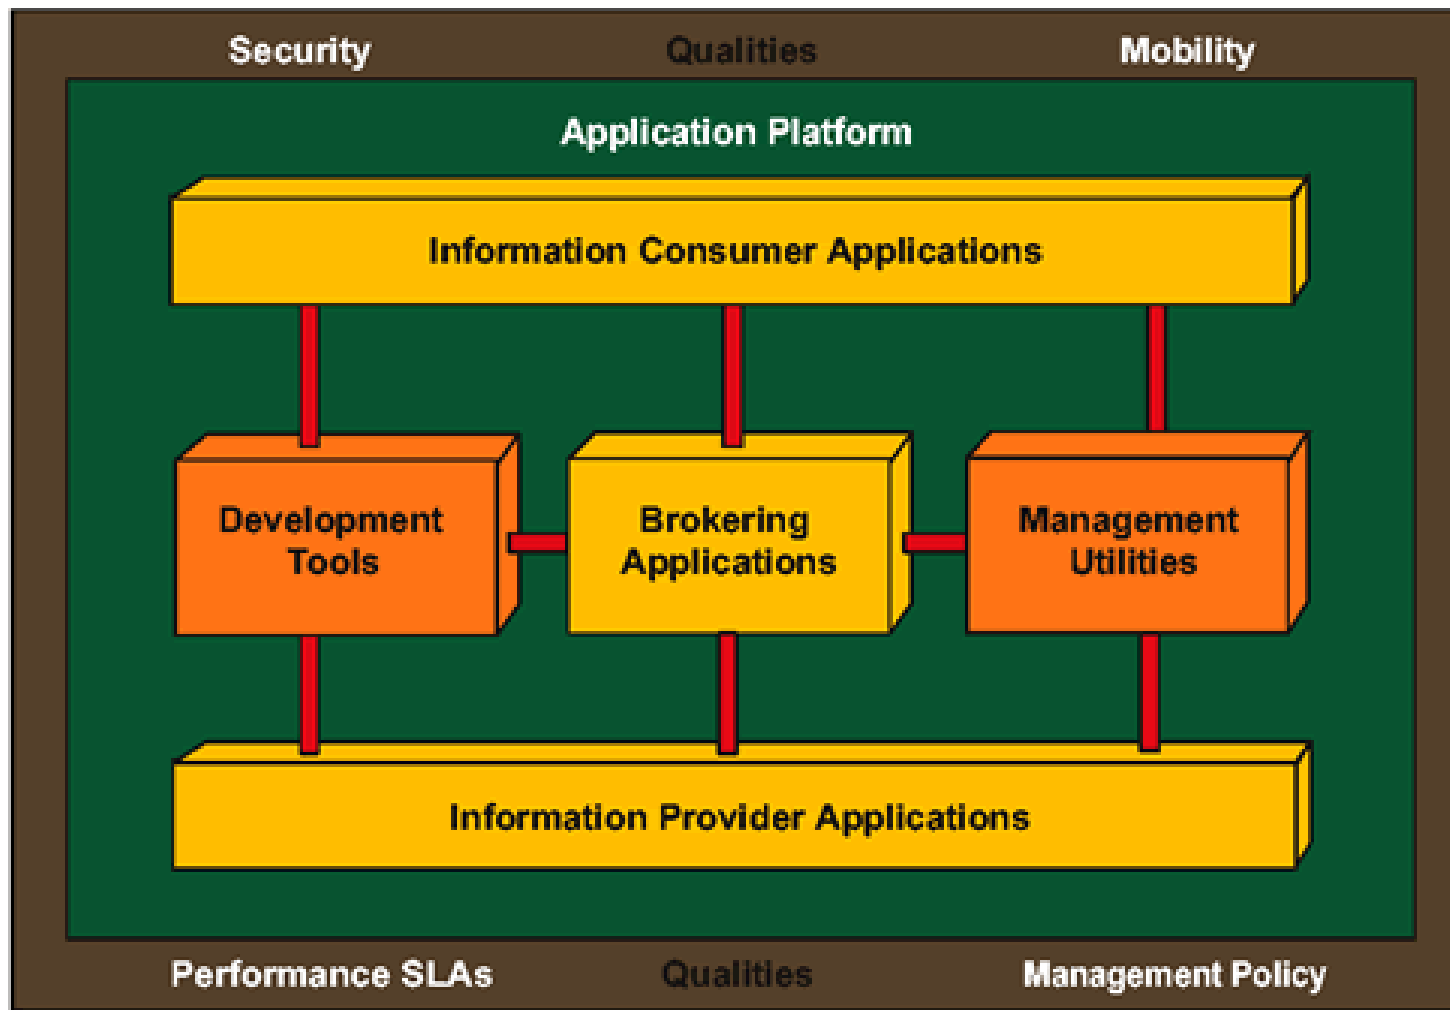 Security Qualities Mobility
Application Platform
Information Consumer Applications
Development
Tools
Brokering
Applications
Management
Utilities
Information Provider Applications
Performance SLAs Qualities Management Policy